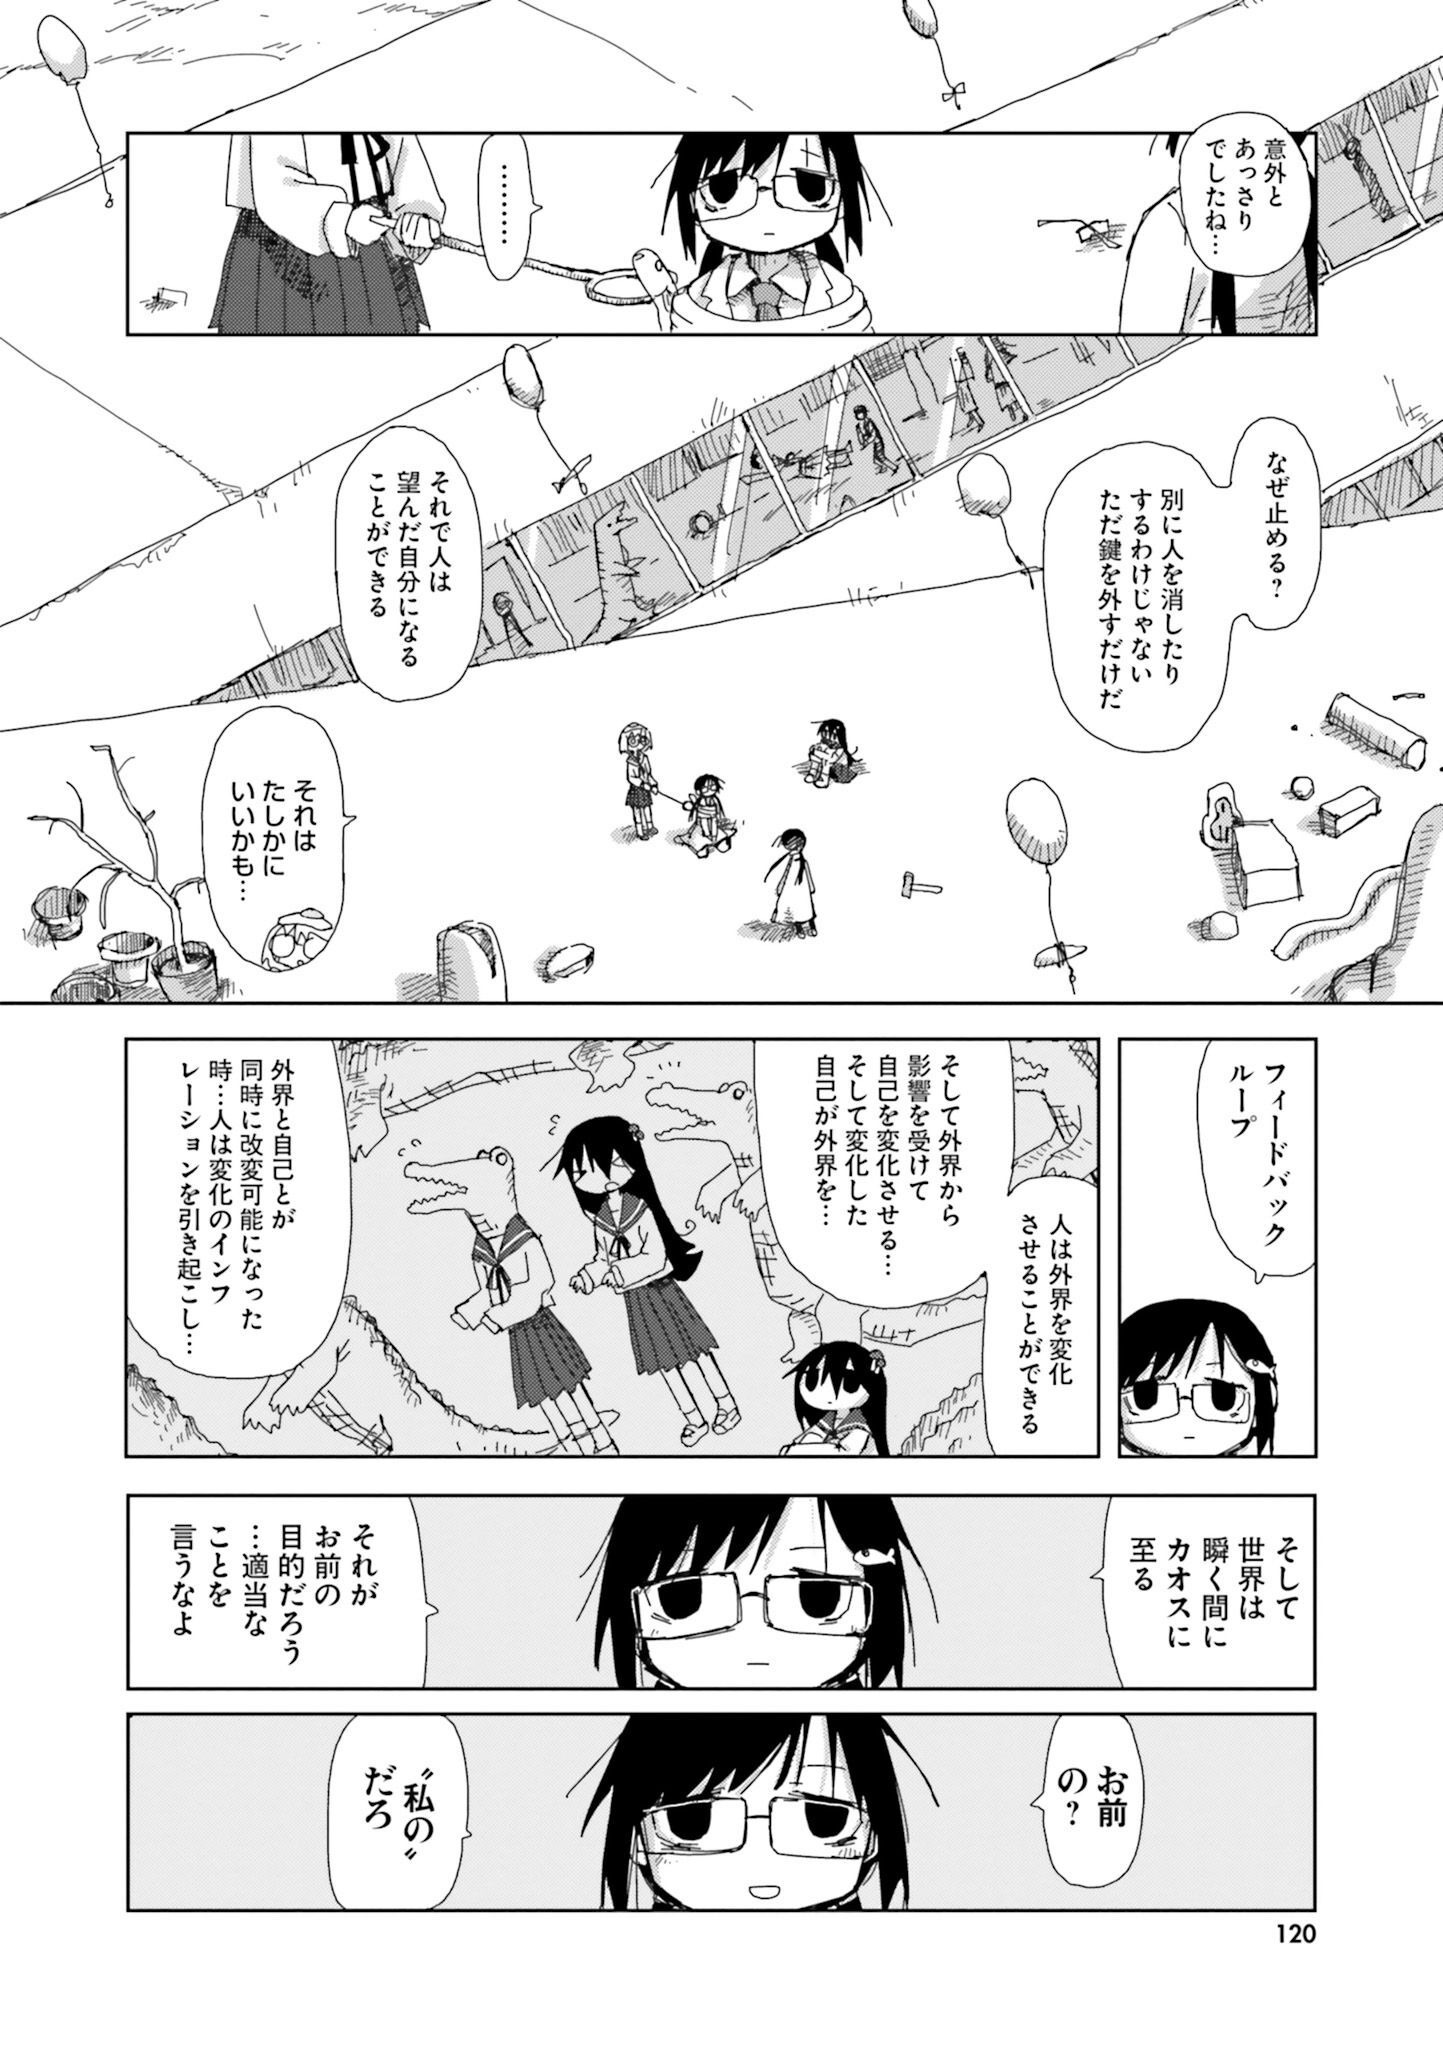 意外と
あっさり
でしたね…
………
なぜ止める?
別に人を消したり
するわけじゃない
ただ鍵を外すだけだ
それで人は
望んだ自分になる
ことができる
それは
たしかに
いいかも…
フィードバック
ループ
人は外界を変化
させることができる
そして外界から
影響を受けて
自己を変化させる…
そして変化した
自己が外界を…
外界と自己とが
同時に改変可能になった
時…人は変化のインフ
レーションを引き起こし…
そして
世界は
瞬く間に
カオスに
至る
それが
お前の
目的だろう
…適当な
ことを
言うなよ
お前
の?
〝私の〟
だろ
120